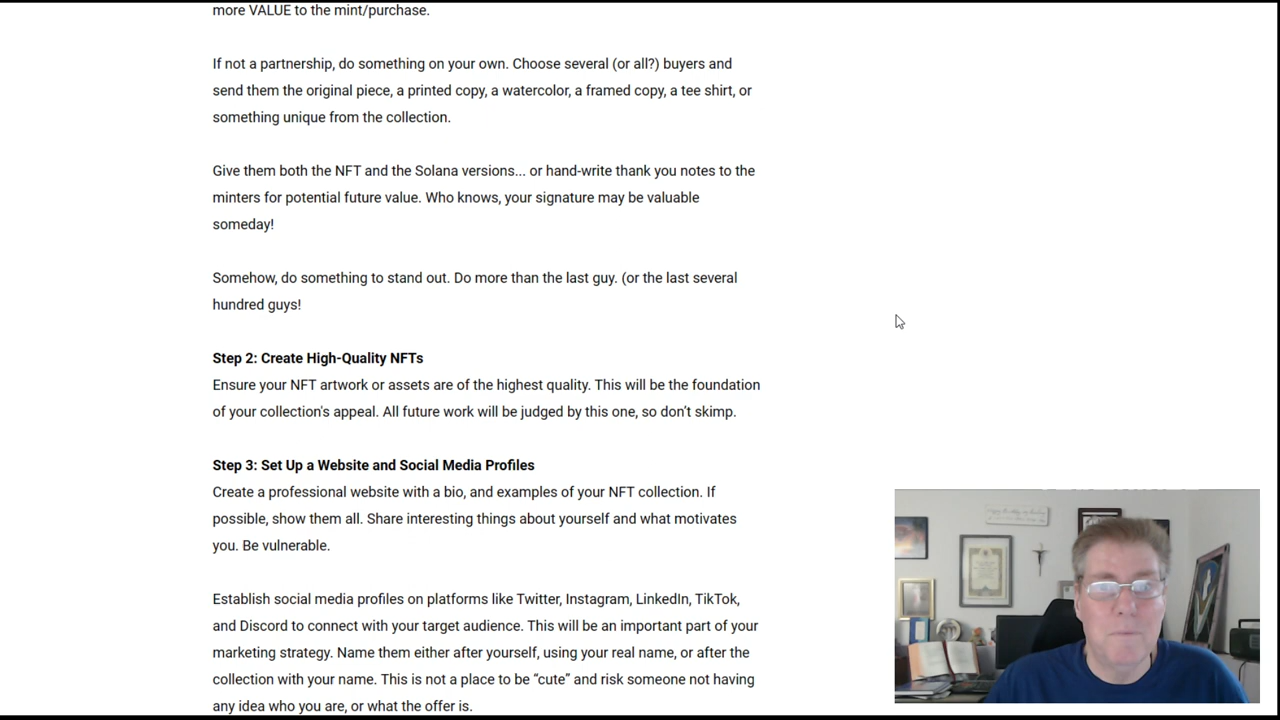 more VALUE to the mint/purchase.
If not a partnership, do something on your own. Choose several (or all?) buyers and
send them the original piece, a printed copy, a watercolor, a framed copy, a tee shirt, or
something unique from the collection.
Give them both the NFT and the Solana versions... or hand-write thank you notes to the
minters for potential future value. Who knows, your signature may be valuable
someday!
Somehow, do something to stand out. Do more than the last guy. (or the last several
hundred guys!
Step 2: Create High-Quality NFTs
Ensure your NFT artwork or assets are of the highest quality. This will be the foundation
of your collection's appeal. All future work will be judged by this one, so don’t skimp.
Step 3: Set Up a Website and Social Media Profiles
Create a professional website with a bio, and examples of your NFT collection. If
possible, show them all. Share interesting things about yourself and what motivates
you. Be vulnerable.
Establish social media profiles on platforms like Twitter, Instagram, LinkedIn, TikTok,
and Discord to connect with your target audience. This will be an important part of your
marketing strategy. Name them either after yourself, using your real name, or after the
collection with your name. This is not a place to be “cute” and risk someone not having
any idea who you are, or what the offer is.